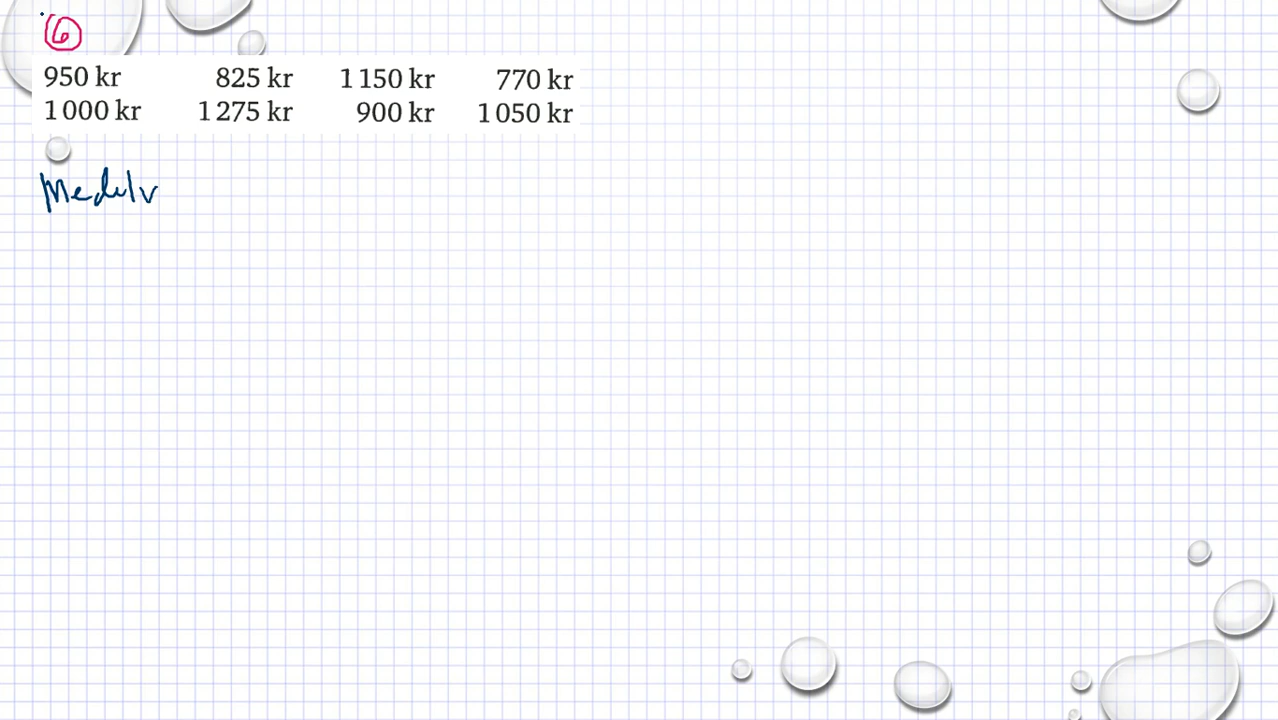 6
950 kr 825 kr 1 150 kr 770 kr
1 000 kr 1 275 kr 900 kr 1 050 kr
Medelv